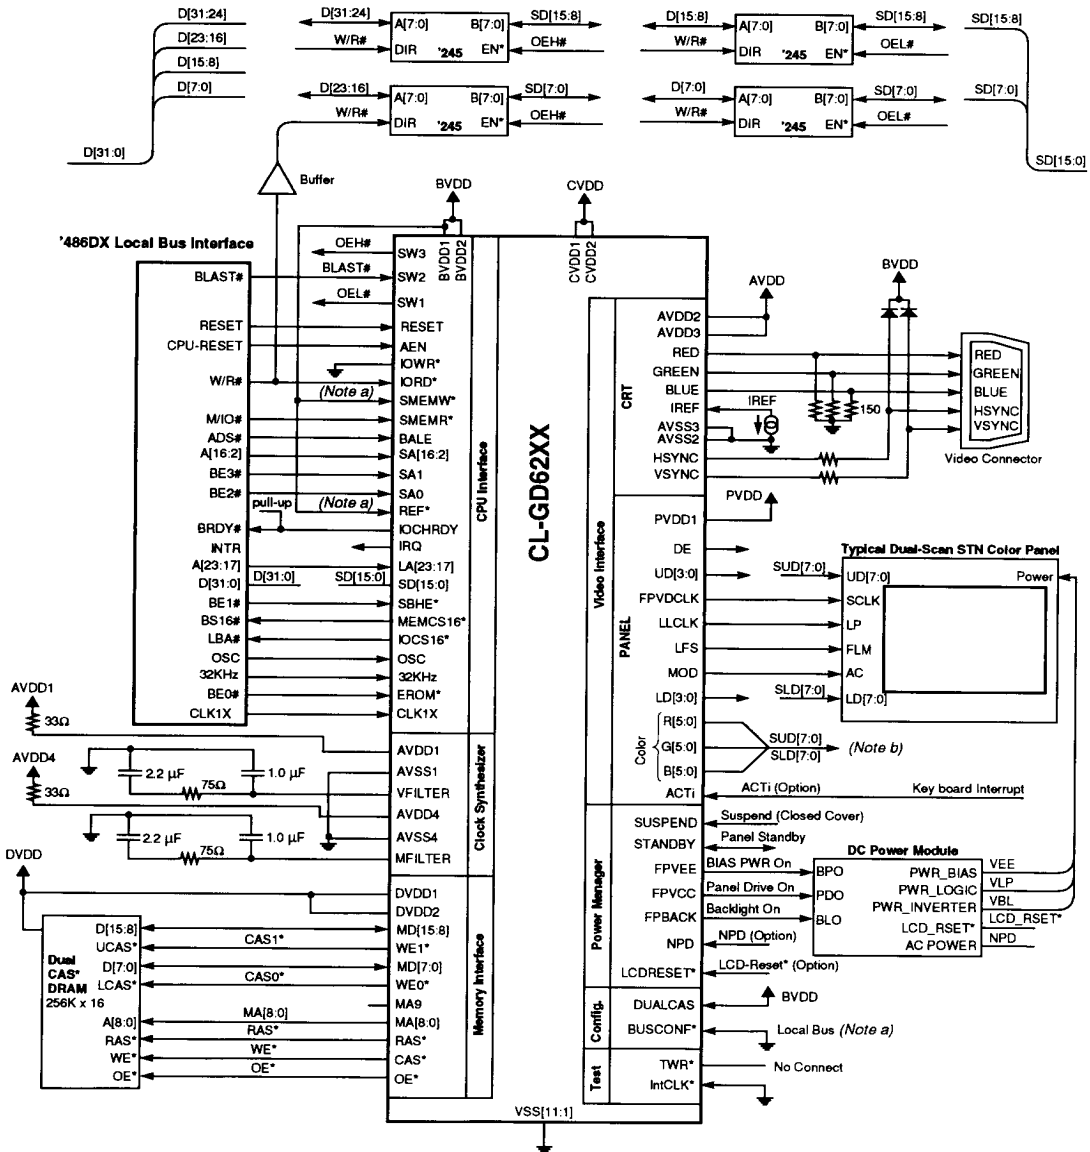 D[31:24]
D[23:16]
D[15:8]
D[7:0]
D[31:0]
D[31:24] A[7:0] B[7:0] SD[15:8]
W/R# DIR '245 EN* OEH#
D[15:8] A[7:0] B[7:0] SD[15:8]
W/R# DIR '245 EN* OEL#
D[23:16] A[7:0] B[7:0] SD[7:0]
W/R# DIR '245 EN* OEH#
D[7:0] A[7:0] B[7:0] SD[7:0]
W/R# DIR '245 EN* OEL#
SD[15:8]
SD[7:0]
SD[15:0]
Buffer
BVDD
CVDD
BVDD1
BVDD2
CVDD1
CVDD2
'486DX Local Bus Interface
BLAST#
RESET
CPU-RESET
W/R#
M/IO#
ADS#
A[16:2]
BE3#
BE2#
pull-up
BRDY#
INTR
A[23:17]
D[31:0]
BE1#
BS16#
LBA#
OSC
32KHz
BE0#
CLK1X
OEH#
BLAST#
OEL#
(Note a)
(Note a)
D[31:0]
SD[15:0]
SW3
SW2
SW1
RESET
AEN
IOWR*
IORD*
SMEMW*
SMEMR*
BALE
SA[16:2]
SA1
SA0
REF*
IOCHRDY
IRQ
LA[23:17]
SD[15:0]
SBHE*
MEMCS16*
IOCS16*
OSC
32KHz
EROM*
CLK1X
CPU Interface
CL-GD62XX
AVDD1
33Ω
AVDD4
33Ω
2.2 µF
1.0 µF
75Ω
2.2 µF
1.0 µF
75Ω
AVDD1
AVSS1
VFILTER
AVDD4
AVSS4
MFILTER
Clock Synthesizer
DVDD
DVDD1
DVDD2
MD[15:8]
WE1*
MD[7:0]
WE0*
MA9
MA[8:0]
RAS*
CAS*
OE*
Memory Interface
Dual
CAS*
DRAM
256K x 16
D[15:8]
UCAS*
D[7:0]
LCAS*
A[8:0]
RAS*
WE*
OE*
CAS1*
CAS0*
MA[8:0]
RAS*
WE*
OE*
VSS[11:1]
Video Interface
CRT
AVDD2
AVDD3
RED
GREEN
BLUE
IREF
AVSS3
AVSS2
HSYNC
VSYNC
AVDD
IREF
150
BVDD
RED
GREEN
BLUE
HSYNC
VSYNC
Video Connector
PANEL
PVDD1
DE
UD[3:0]
FPVDCLK
LLCLK
LFS
MOD
LD[3:0]
Color
R[5:0]
G[5:0]
B[5:0]
ACTi
PVDD
SUD[7:0]
SLD[7:0]
Typical Dual-Scan STN Color Panel
UD[7:0]
Power
SCLK
LP
FLM
AC
LD[7:0]
SUD[7:0]
SLD[7:0]
(Note b)
ACTi (Option)
Key board Interrupt
Power Manager
SUSPEND
STANDBY
FPVEE
FPVCC
FPBACK
NPD
LCDRESET*
Suspend (Closed Cover)
Panel Standby
BIAS PWR On
Panel Drive On
Backlight On
NPD (Option)
LCD-Reset* (Option)
DC Power Module
BPO
PDO
BLO
PWR_BIAS
PWR_LOGIC
PWR_INVERTER
LCD_RSET*
AC POWER
VEE
VLP
VBL
LCD_RSET*
NPD
Config.
DUALCAS
BUSCONF*
BVDD
Local Bus (Note a)
Test
TWR*
IntCLK*
No Connect